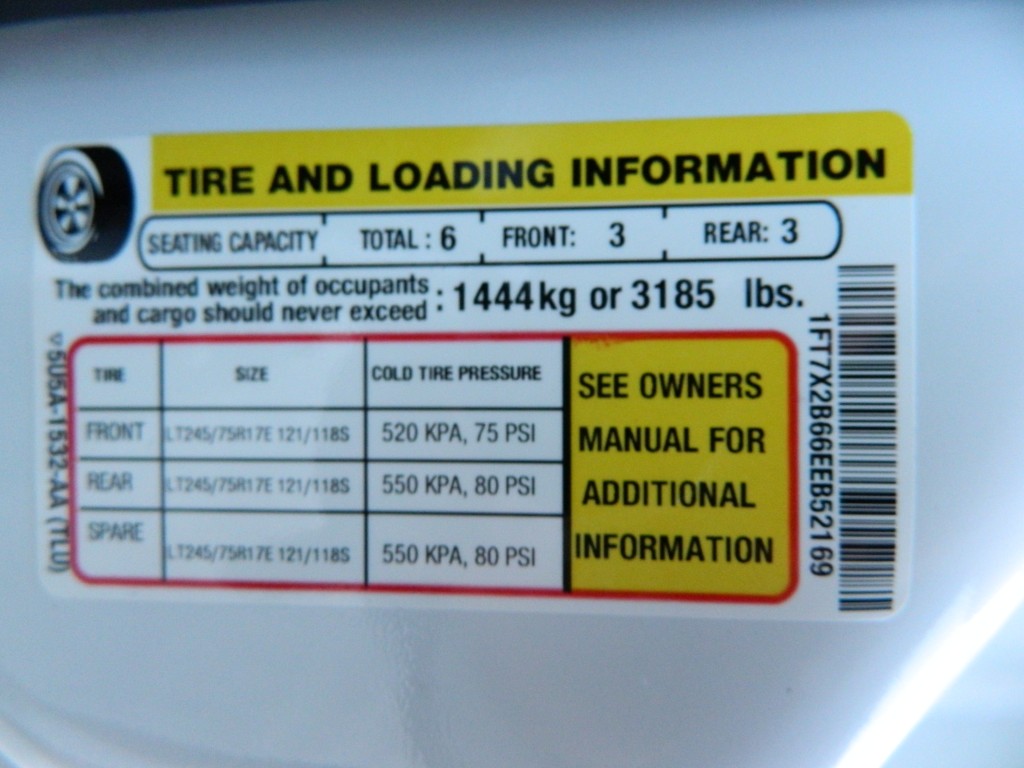 TIRE AND LOADING INFORMATION
SEATING CAPACITY TOTAL : 6 FRONT: 3 REAR: 3
The combined weight of occupants
and cargo should never exceed : 1444kg or 3185 lbs.
TIRE SIZE COLD TIRE PRESSURE
FRONT LT245/75R17E 121/118S 520 KPA, 75 PSI
REAR LT245/75R17E 121/118S 550 KPA, 80 PSI
SPARE LT245/75R17E 121/118S 550 KPA, 80 PSI
SEE OWNERS
MANUAL FOR
ADDITIONAL
INFORMATION
5U5A-1532-AA (TLU)
1FT7X2B66EEB52169